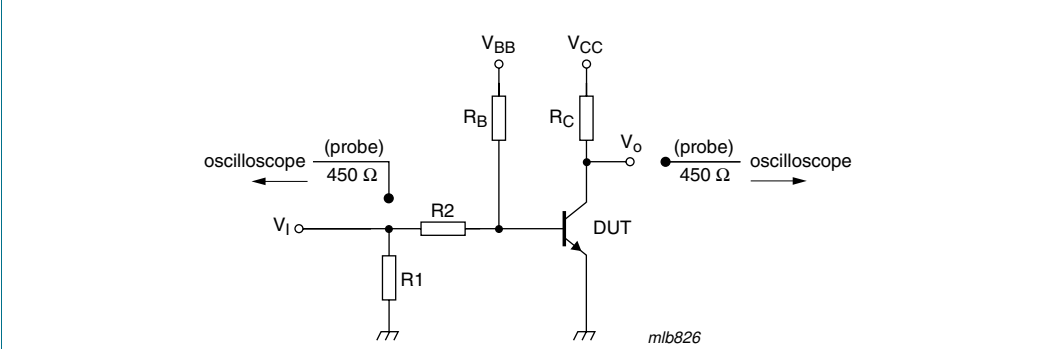 VBB
VCC
RB
RC
Vo
oscilloscope
(probe)
450 Ω
(probe)
450 Ω
oscilloscope
VI
R2
DUT
R1
mlb826